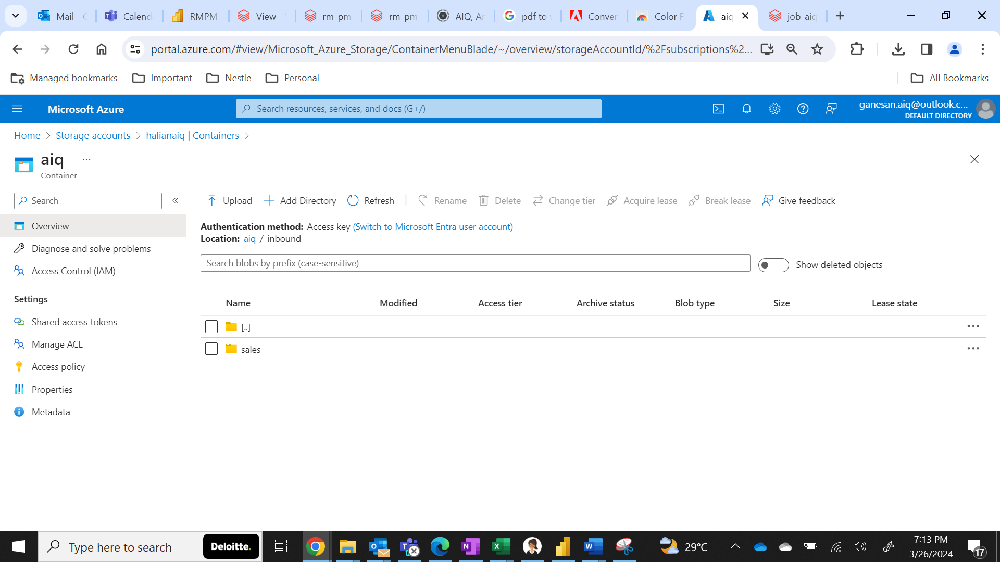 Mail - C
Calend
RMPM
View -
rm_pm
rm_pm
AIQ, Ar
pdf to
Conver
Color F
aiq
job_aiq
portal.azure.com/#view/Microsoft_Azure_Storage/ContainerMenuBlade/~/overview/storageAccountId/%2Fsubscriptions%2...
Managed bookmarks
Important
Nestle
Personal
All Bookmarks
Microsoft Azure
Search resources, services, and docs (G+/)
ganesan.aiq@outlook.c...
DEFAULT DIRECTORY
Home > Storage accounts > halianaiq | Containers >
aiq ...
Container
Search
«
Upload
Add Directory
Refresh
Rename
Delete
Change tier
Acquire lease
Break lease
Give feedback
Overview
Diagnose and solve problems
Access Control (IAM)
Settings
Shared access tokens
Manage ACL
Access policy
Properties
Metadata
Authentication method: Access key (Switch to Microsoft Entra user account)
Location: aiq / inbound
Search blobs by prefix (case-sensitive)
Show deleted objects
Name Modified Access tier Archive status Blob type Size Lease state
[..]
sales -
Type here to search
Deloitte.
29°C
7:13 PM
3/26/2024
17